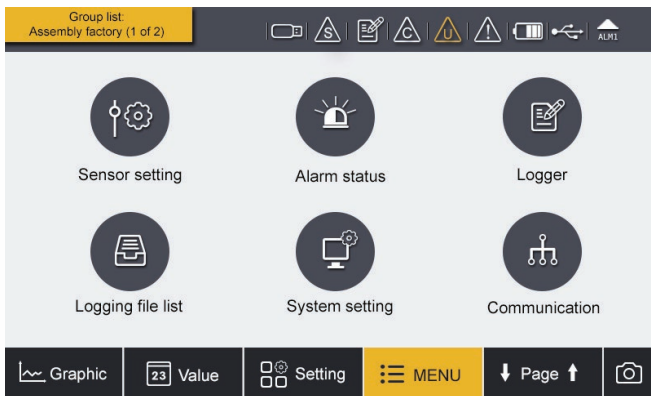 Group list:
Assembly factory (1 of 2)
S
C
U
!
ALM1
Sensor setting
Alarm status
Logger
Logging file list
System setting
Communication
Graphic
23 Value
Setting
MENU
Page